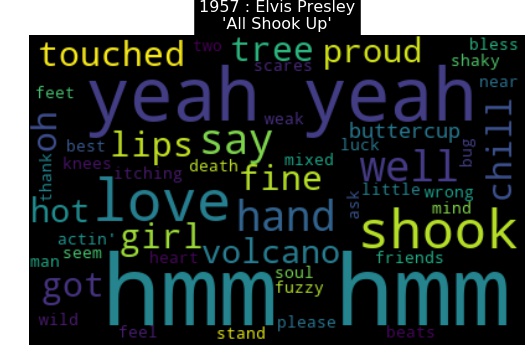 1957 : Elvis Presley
'All Shook Up'
touched two tree proud bless
scares shaky
feet yeah yeah near
oh weak buttercup
best lips say luck bug chill
thank knees itching death mixed well
fine
hot love hand ask little wrong
mind shook
actin' girl volcano
man seem heart friends
got hmm soul hmm
fuzzy
wild feel stand please beats